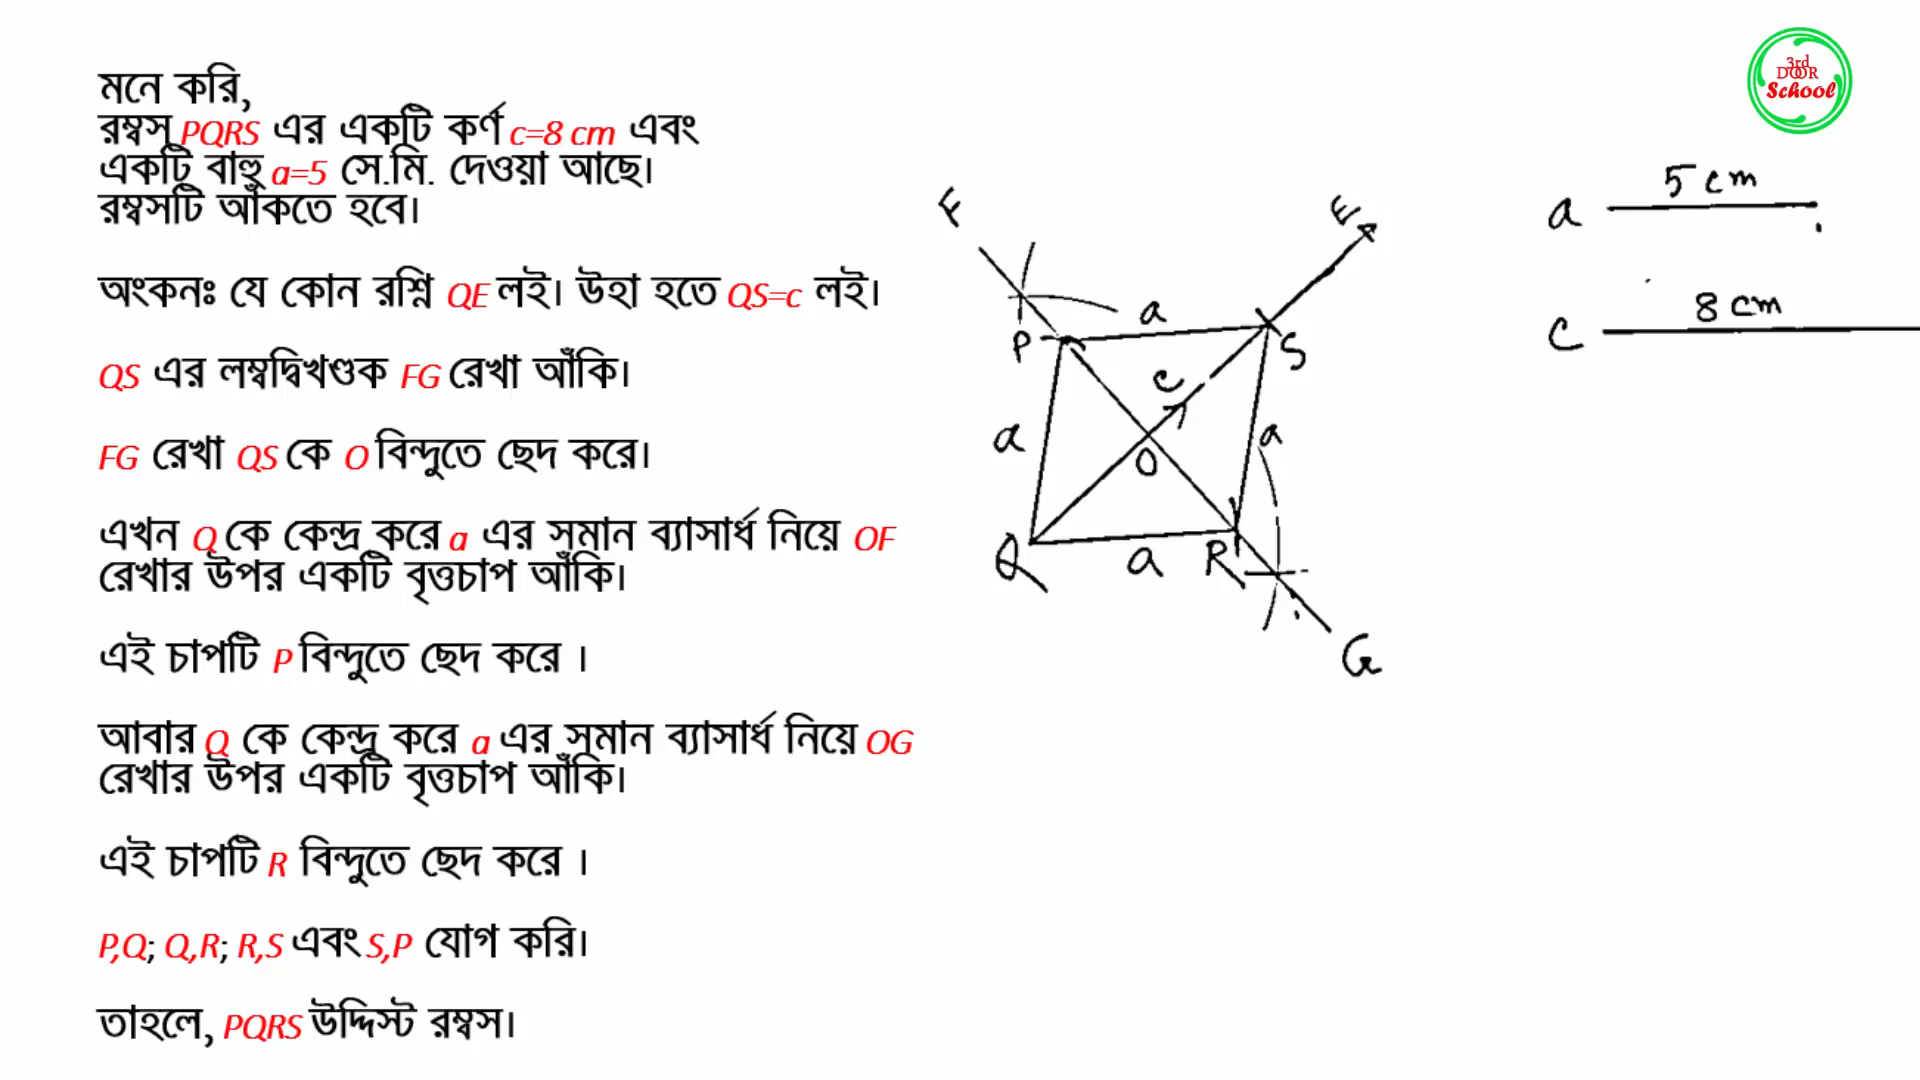 মনে করি,
রম্বস PQRS এর একটি কর্ণ c=8 cm এবং
একটি বাহু a=5 সে.মি. দেওয়া আছে।
রম্বসটি আঁকতে হবে।
অংকনঃ যে কোন রশ্নি QE লই। উহা হতে QS=c লই।
QS এর লম্বদ্বিখণ্ডক FG রেখা আঁকি।
FG রেখা QS কে O বিন্দুতে ছেদ করে।
এখন Q কে কেন্দ্র করে a এর সমান ব্যাসার্ধ নিয়ে OF
রেখার উপর একটি বৃত্তচাপ আঁকি।
এই চাপটি P বিন্দুতে ছেদ করে ।
আবার Q কে কেন্দ্র করে a এর সমান ব্যাসার্ধ নিয়ে OG
রেখার উপর একটি বৃত্তচাপ আঁকি।
এই চাপটি R বিন্দুতে ছেদ করে ।
P,Q; Q,R; R,S এবং S,P যোগ করি।
তাহলে, PQRS উদ্দিস্ট রম্বস।
F
E
a
P
S
c
a
a
O
Q
a
R
G
3rd
DOOR
School
5 cm
a
8 cm
c